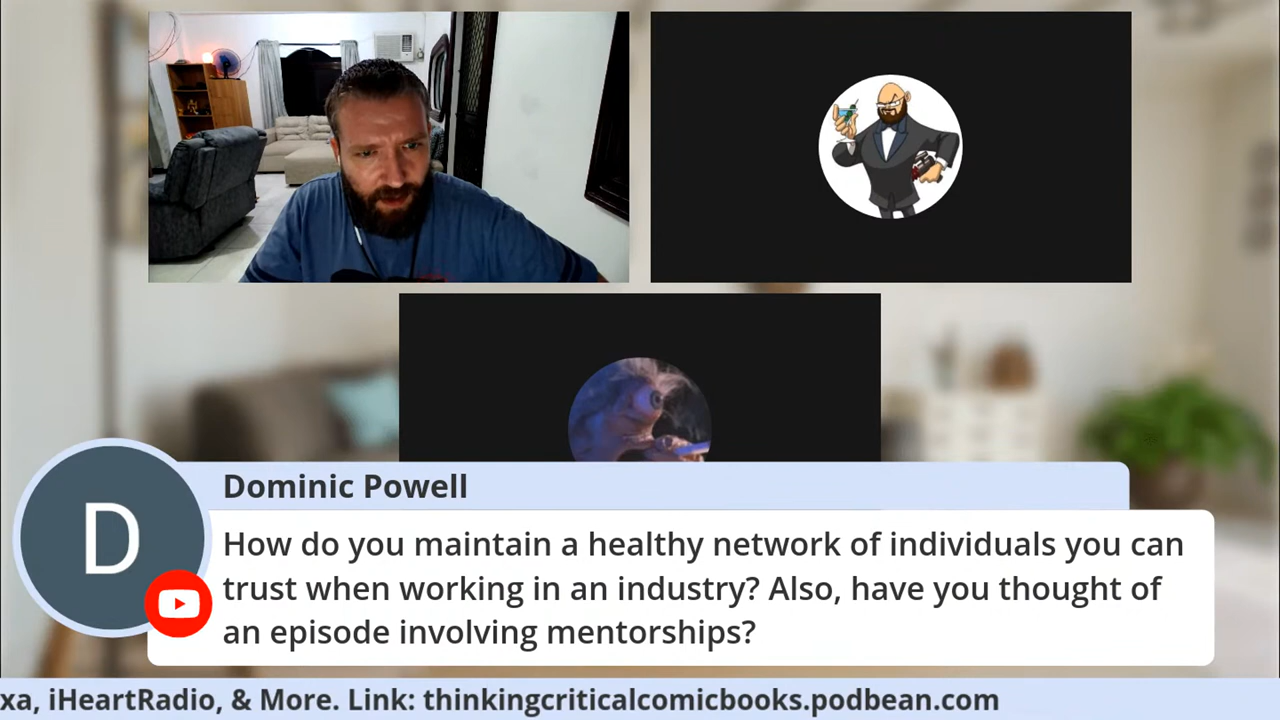 D
Dominic Powell
How do you maintain a healthy network of individuals you can
trust when working in an industry? Also, have you thought of
an episode involving mentorships?
xa, iHeartRadio, & More. Link: thinkingcriticalcomicbooks.podbean.com